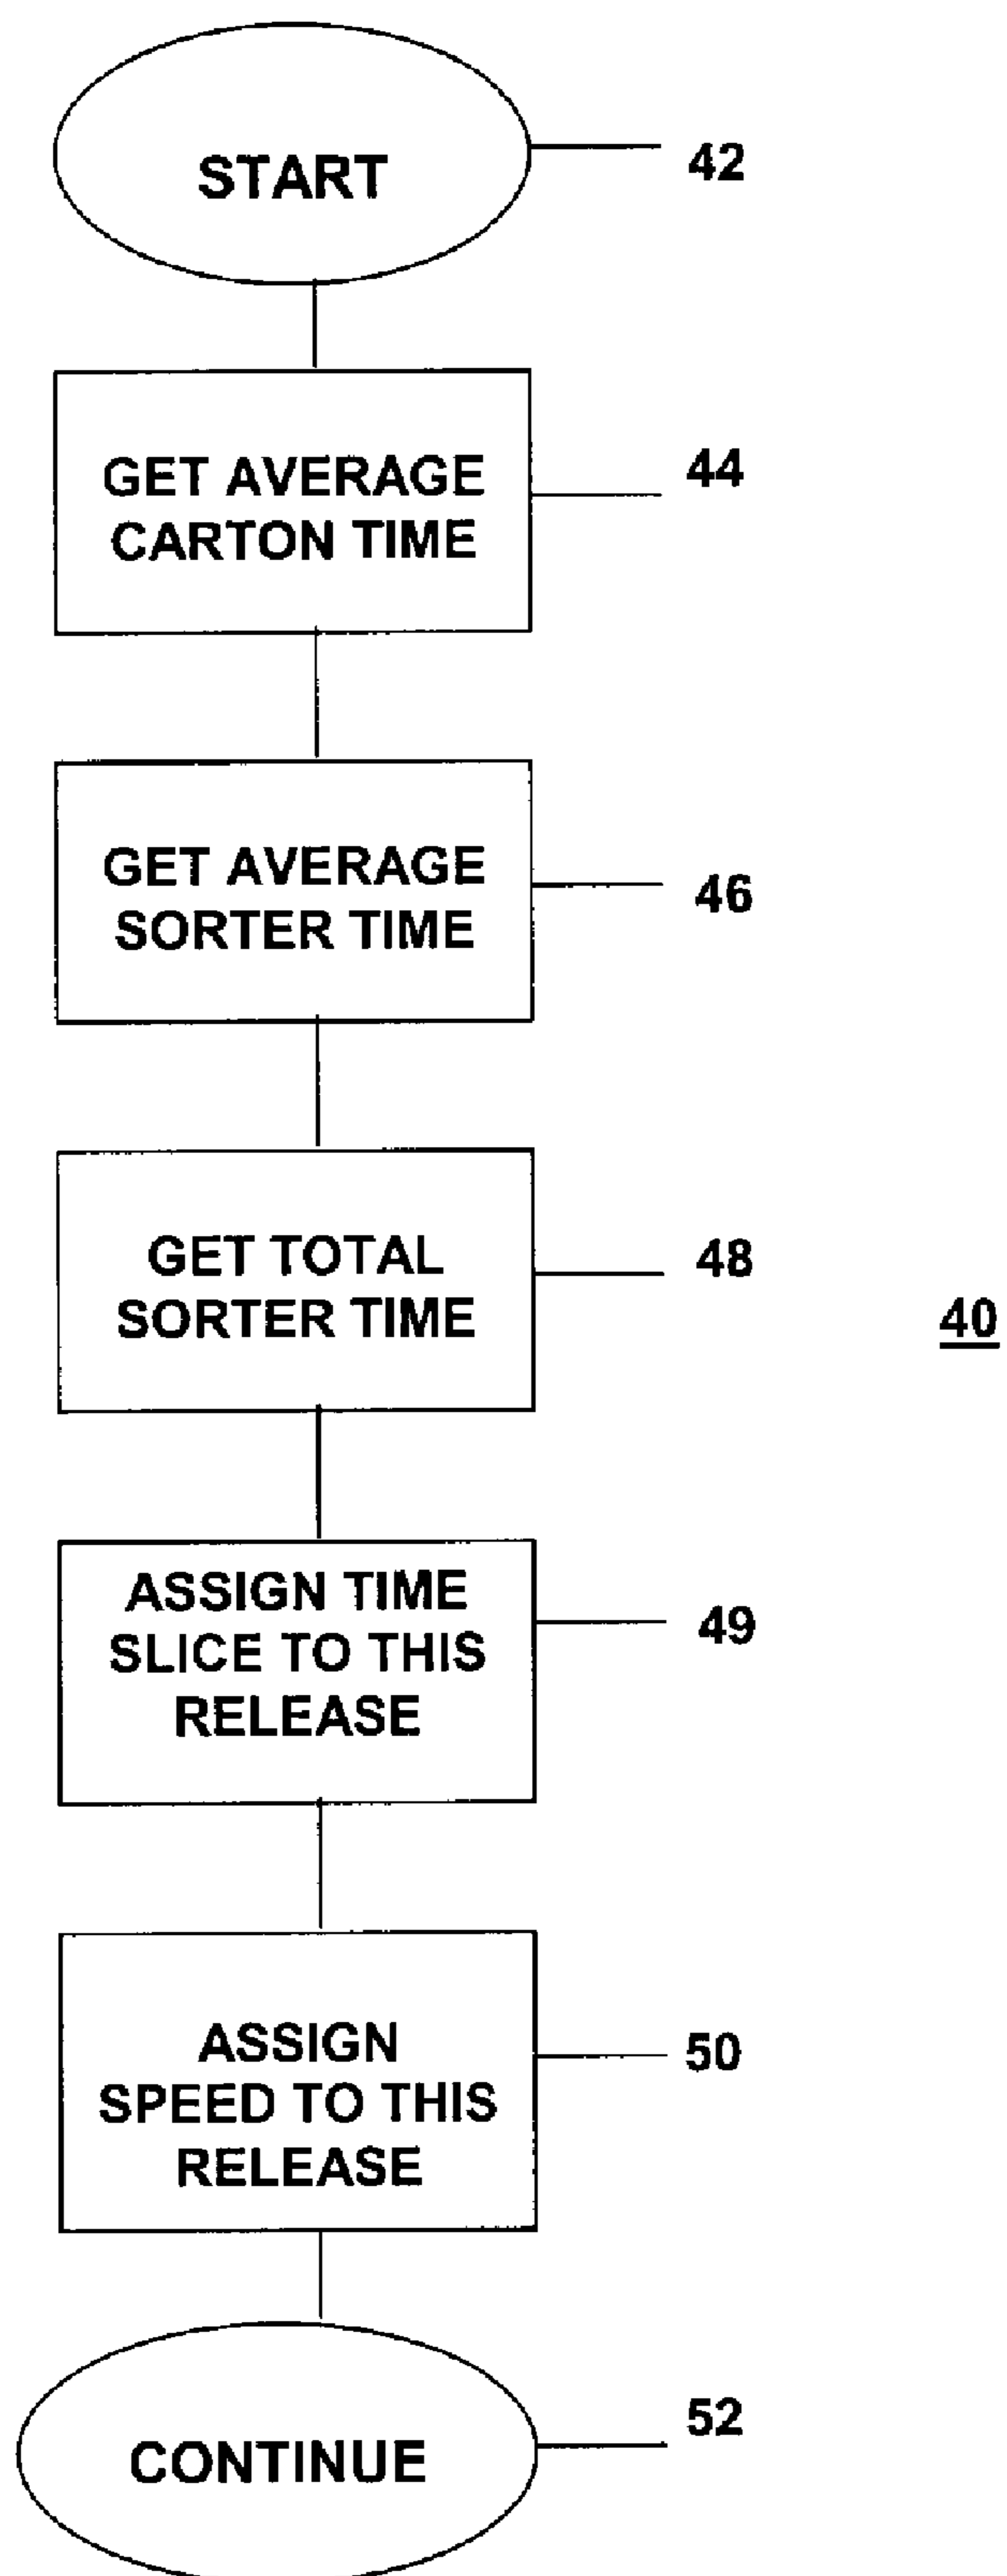 START
42
GET AVERAGE
CARTON TIME
44
GET AVERAGE
SORTER TIME
46
GET TOTAL
SORTER TIME
48
40
ASSIGN TIME
SLICE TO THIS
RELEASE
49
ASSIGN
SPEED TO THIS
RELEASE
50
CONTINUE
52